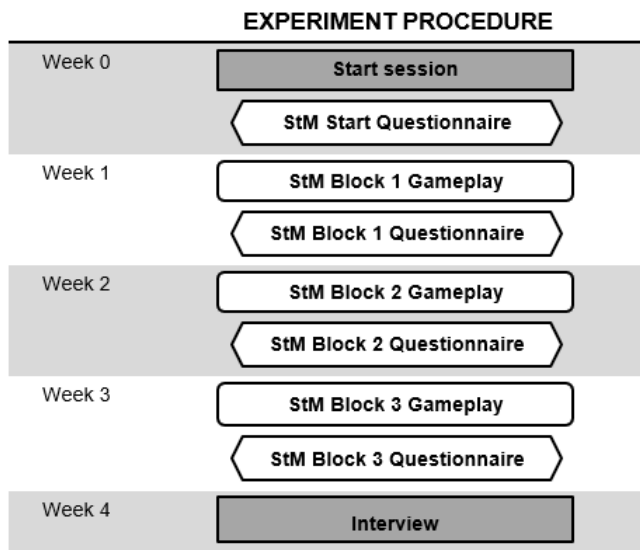 EXPERIMENT PROCEDURE
Week 0
Start session
StM Start Questionnaire
Week 1
StM Block 1 Gameplay
StM Block 1 Questionnaire
Week 2
StM Block 2 Gameplay
StM Block 2 Questionnaire
Week 3
StM Block 3 Gameplay
StM Block 3 Questionnaire
Week 4
Interview